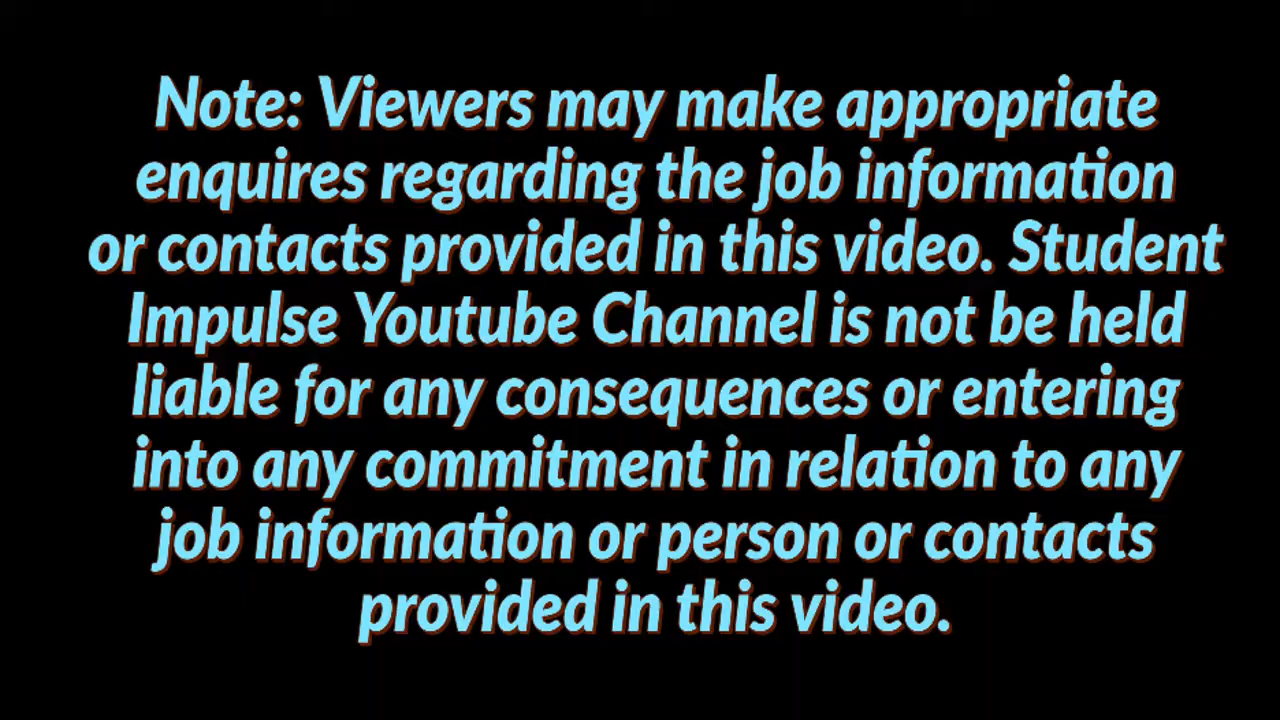 Note: Viewers may make appropriate
enquires regarding the job information
or contacts provided in this video. Student
Impulse Youtube Channel is not be held
liable for any consequences or entering
into any commitment in relation to any
job information or person or contacts
provided in this video.